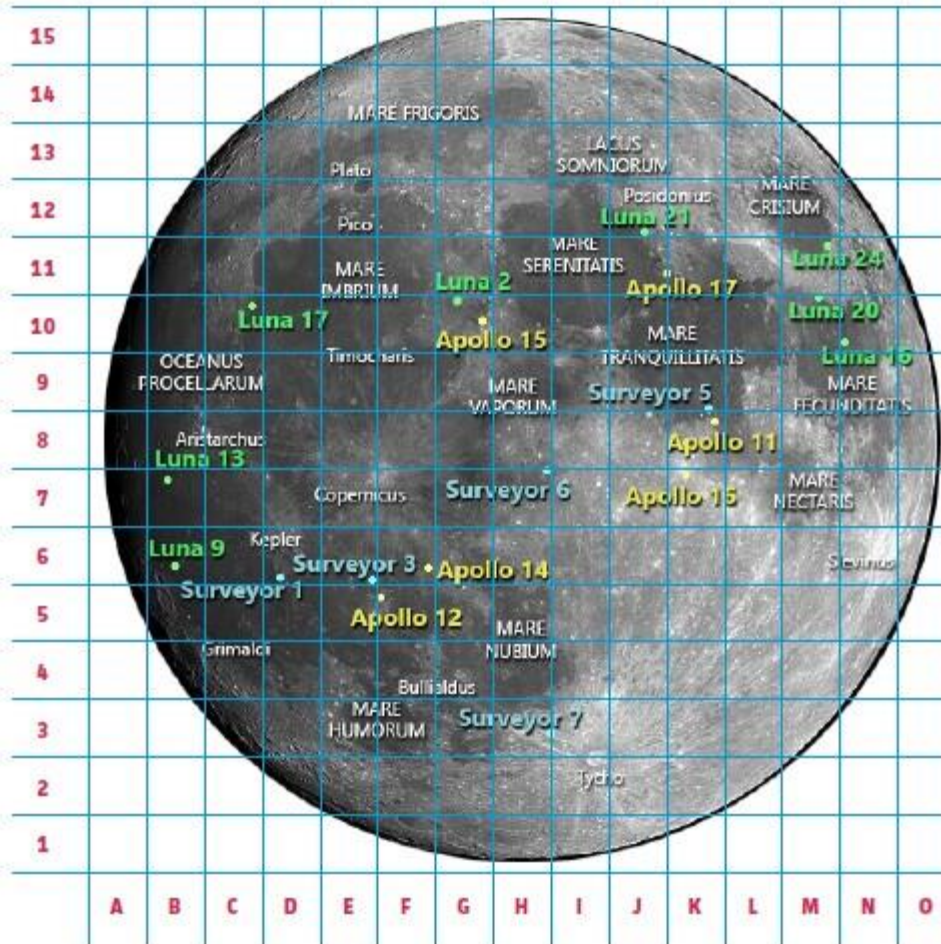 15
14
MARE FRIGORIS
13
LACUS
SOMNIORUM
Plato
12
MARE
CRISIUM
Posidonius
Luna 21
Pico
11
MARE
SERENITATIS
Luna 24
MARE
IMBRIUM
Luna 2
Apollo 17
10
Luna 17
Luna 20
Apollo 15
MARE
TRANQUILLITATIS
Timocharis
Luna 16
9
OCEANUS
PROCELLARUM
MARE
VAPORUM
Surveyor 5
MARE
FECUNDITATIS
8
Aristarchus
Apollo 11
Luna 13
7
Copernicus
Surveyor 6
Apollo 16
MARE
NECTARIS
6
Kepler
Luna 9
Surveyor 3
Apollo 14
Stevinus
Surveyor 1
5
Apollo 12
MARE
NUBIUM
Grimaldi
4
Bullialdus
3
MARE
HUMORUM
Surveyor 7
2
Tycho
1
A B C D E F G H I J K L M N O